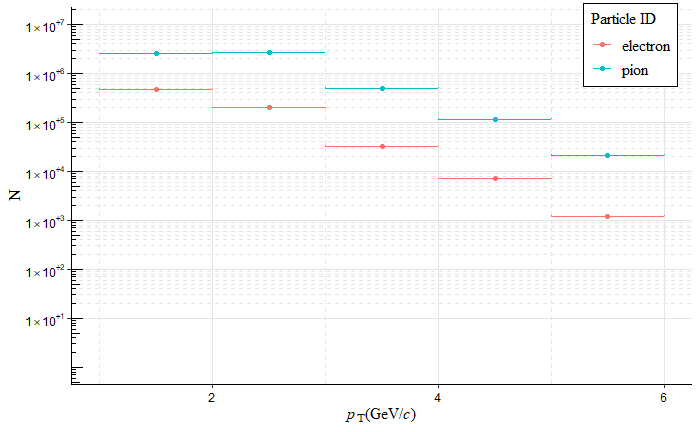 Particle ID
electron
pion
1×10+7
1×10+6
1×10+5
1×10+4
1×10+3
1×10+2
1×10+1
N
2 4 6
pT(GeV/c)